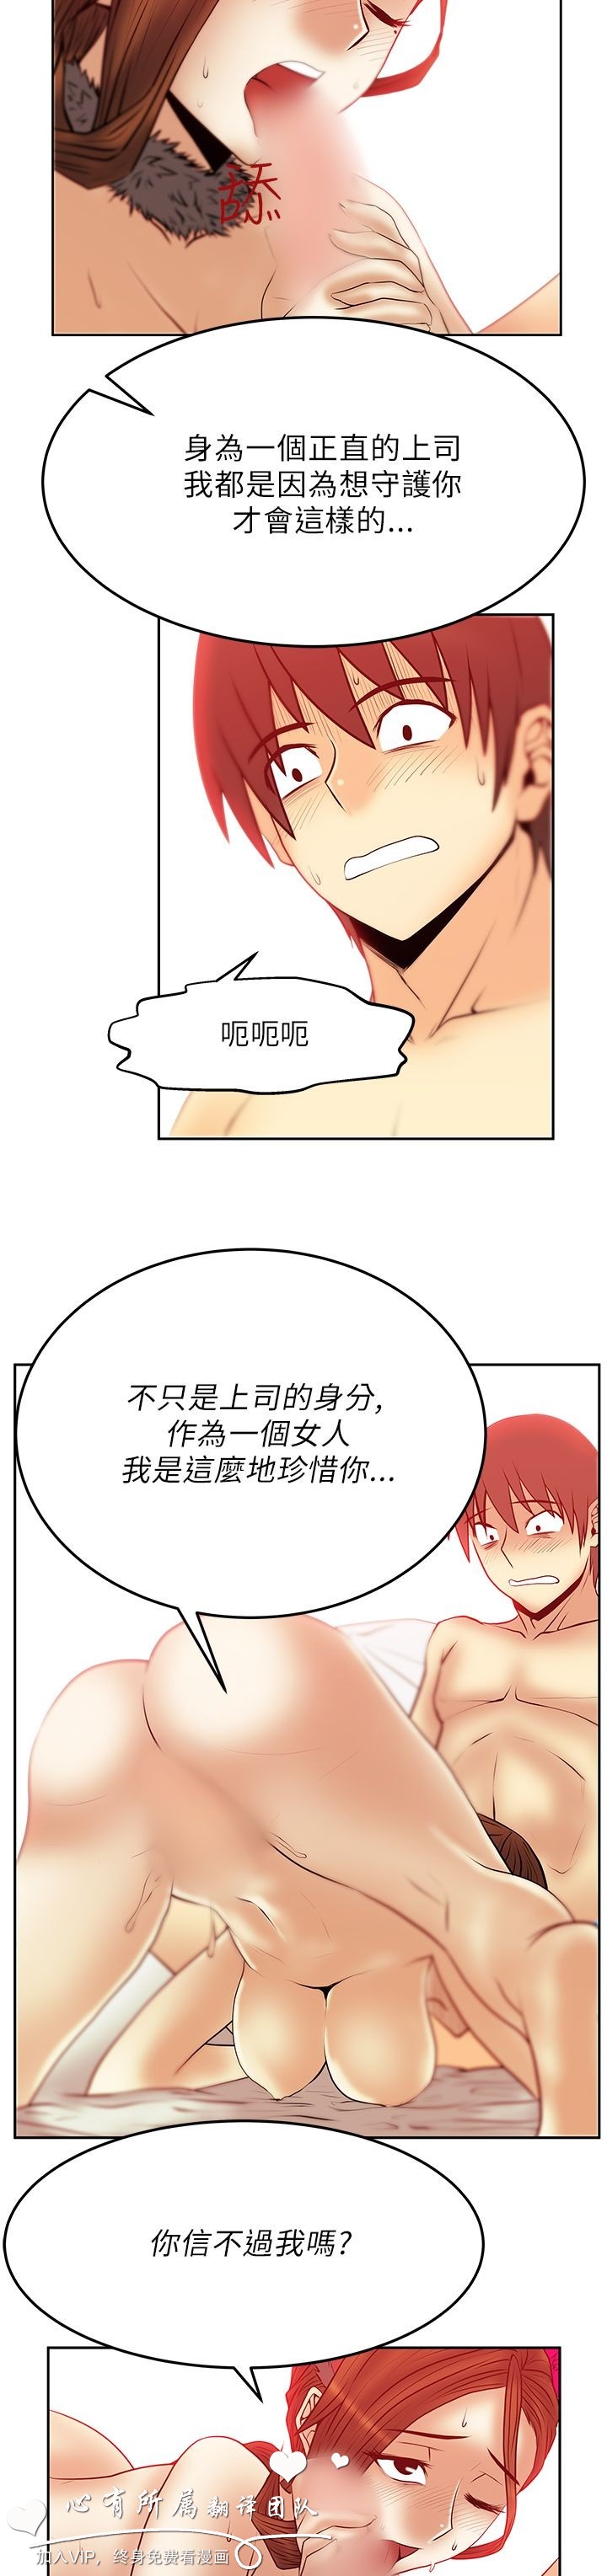 舔
身為一個正直的上司
我都是因為想守護你
才會這樣的...
呃呃呃
不只是上司的身分,
作為一個女人
我是這麼地珍惜你...
你信不過我嗎?
心有所属翻译团队
加入VIP，终身免费看漫画